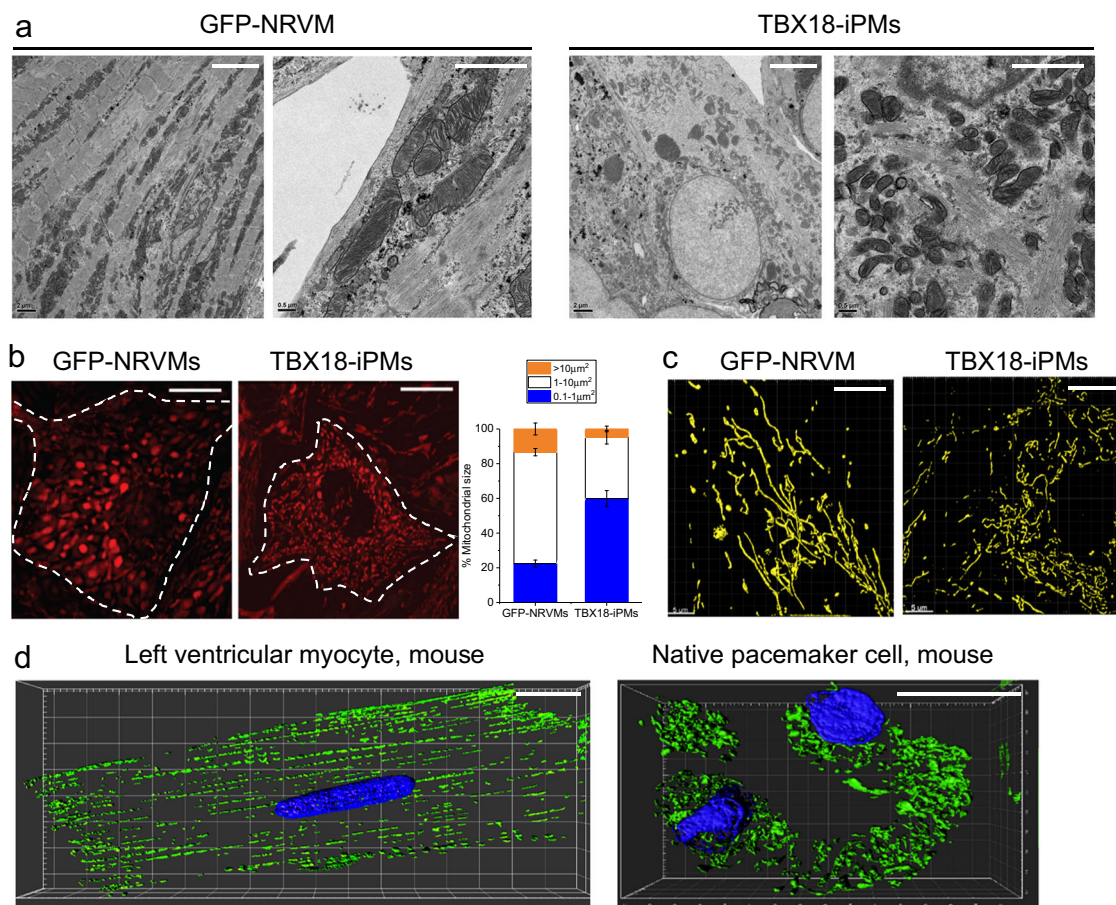 a
GFP-NRVM
TBX18-iPMs
2 μm
0.5 μm
2 μm
0.5 μm
b
GFP-NRVMs
TBX18-iPMs
>10μm²
1-10μm²
0.1-1μm²
% Mitochondrial size
100
80
60
40
20
0
GFP-NRVMs
TBX18-iPMs
c
GFP-NRVM
TBX18-iPMs
5 μm
5 μm
d
Left ventricular myocyte, mouse
Native pacemaker cell, mouse